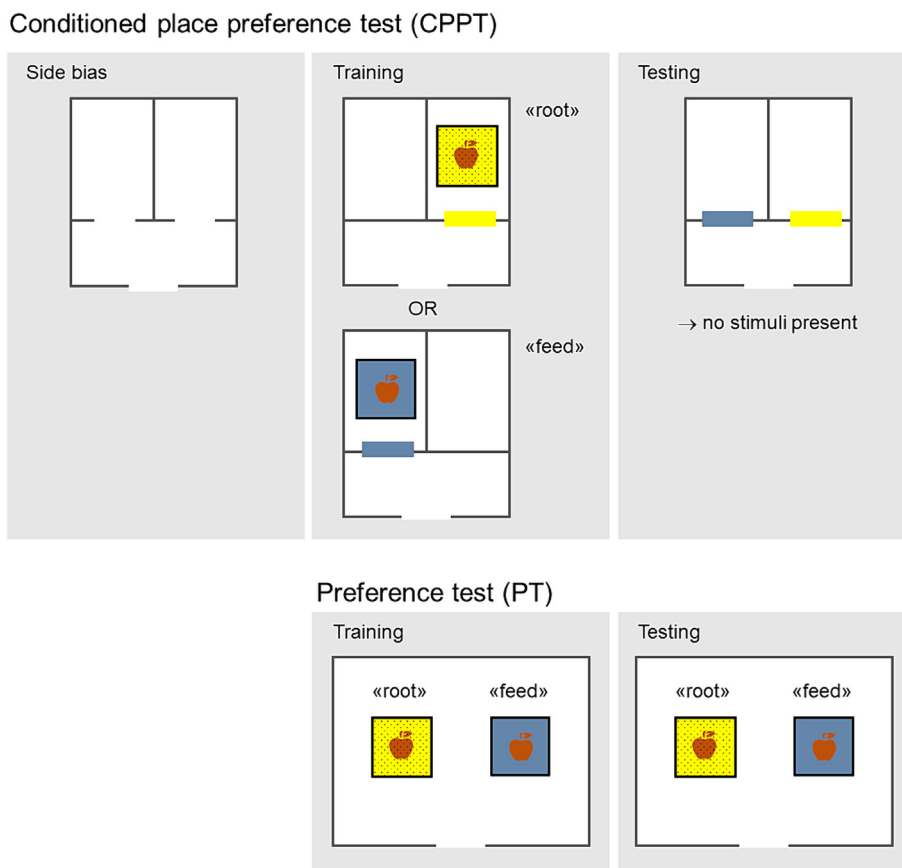 Conditioned place preference test (CPPT)
Side bias
Training
Testing
«root»
OR
«feed»
→ no stimuli present
Preference test (PT)
Training
Testing
«root» «feed»
«root» «feed»